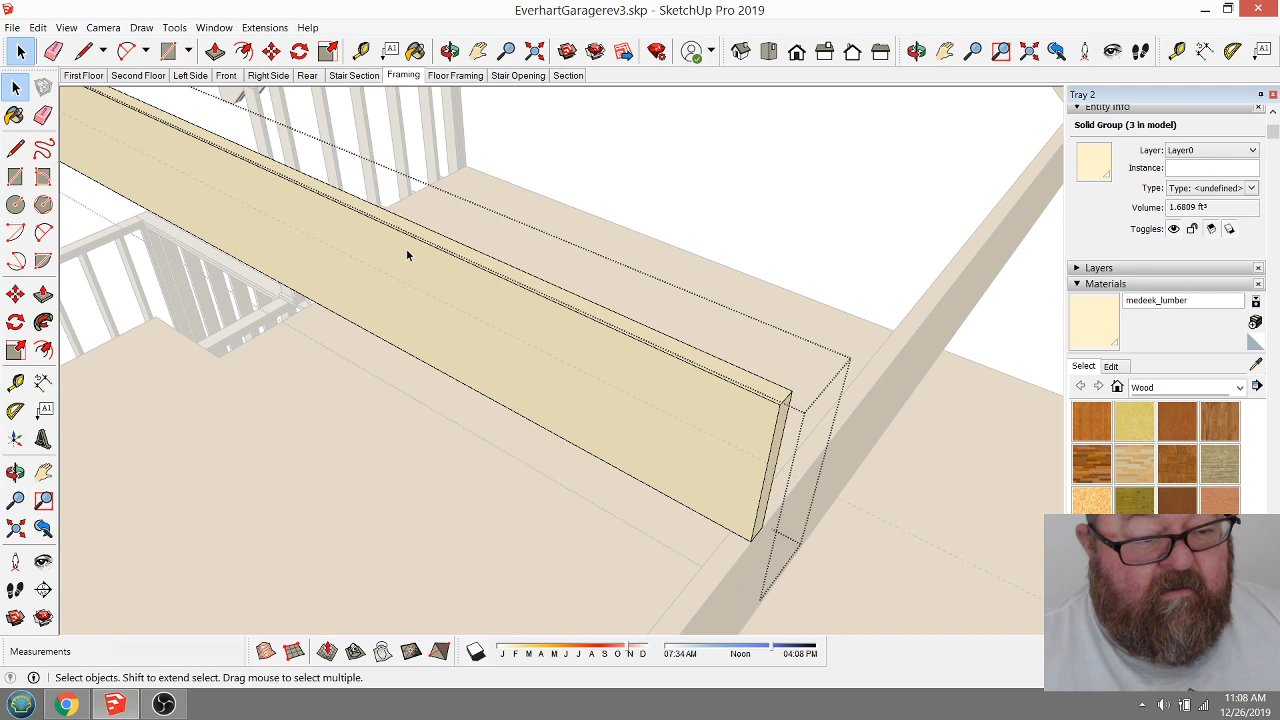 EverhartGaragerev3.skp - SketchUp Pro 2019
File Edit View Camera Draw Tools Window Extensions Help
A1
First Floor Second Floor Left Side Front Right Side Rear Stair Section Framing Floor Framing Stair Opening Section
Tray 2
Entity Info
Solid Group (3 in model)
Layer: Layer0
Instance:
Type: Type: <undefined>
Volume: 1.6809 ft³
Toggles:
Layers
Materials
medeek_lumber
Select Edit
Wood
A1
Measurements
J F M A M J J A S O N D
07:34 AM Noon 04:08 PM
Select objects. Shift to extend select. Drag mouse to select multiple.
11:08 AM
12/26/2019